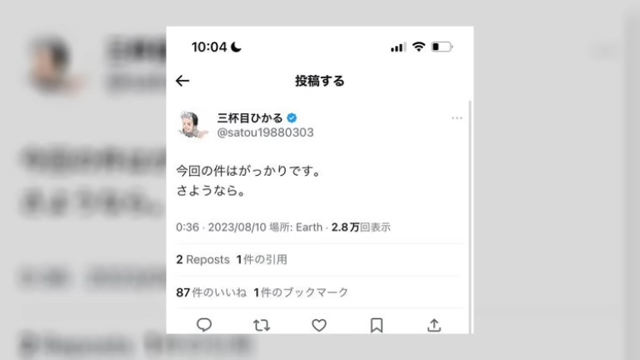 10:04
投稿する
三杯目ひかる
@satou19880303
今回の件はがっかりです。
さようなら。
0:36 · 2023/08/10 場所: Earth · 2.8万回表示
2 Reposts 1件の引用
87件のいいね 1件のブックマーク